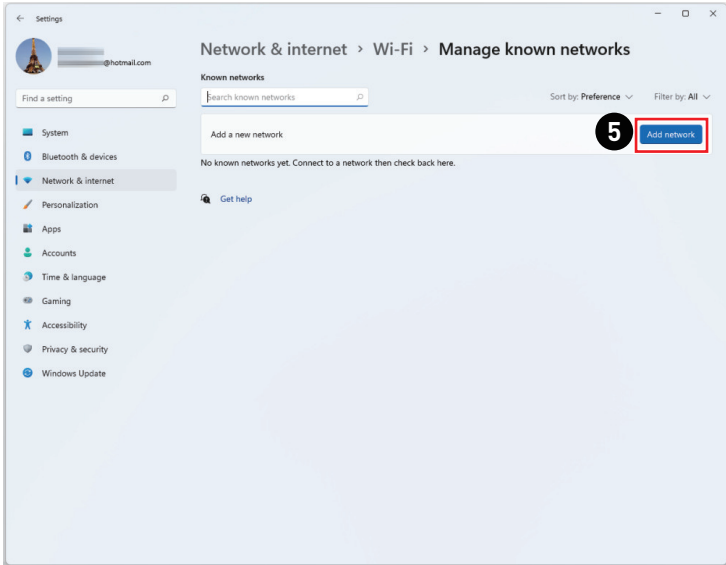 Settings
@hotmail.com
Find a setting
System
Bluetooth & devices
Network & internet
Personalization
Apps
Accounts
Time & language
Gaming
Accessibility
Privacy & security
Windows Update
Network & internet > Wi-Fi > Manage known networks
Known networks
Search known networks
Sort by: Preference
Filter by: All
Add a new network
5
Add network
No known networks yet. Connect to a network then check back here.
Get help